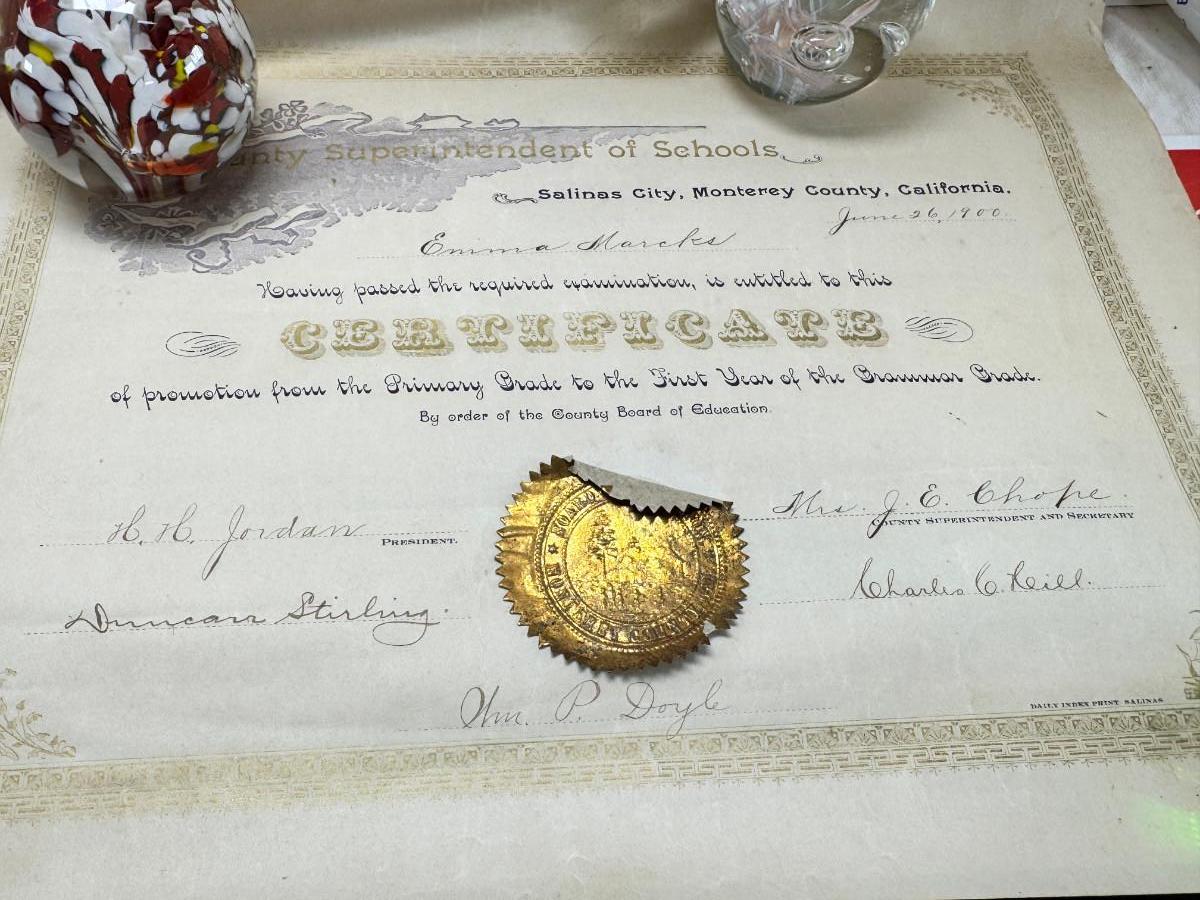 unty Superintendent of Schools
Salinas City, Monterey County, California.
June 26, 1900.
Emma Marcks
Having passed the required examination, is entitled to this
CERTIFICATE
of promotion from the Primary Grade to the First Year of the Grammar Grade.
By order of the County Board of Education.
H. H. Jordan
PRESIDENT.
Mrs. J. E. Chope.
COUNTY SUPERINTENDENT AND SECRETARY
Duncan Stirling.
Charles C. Hill.
Wm. P. Doyle
DAILY INDEX PRINT SALINAS